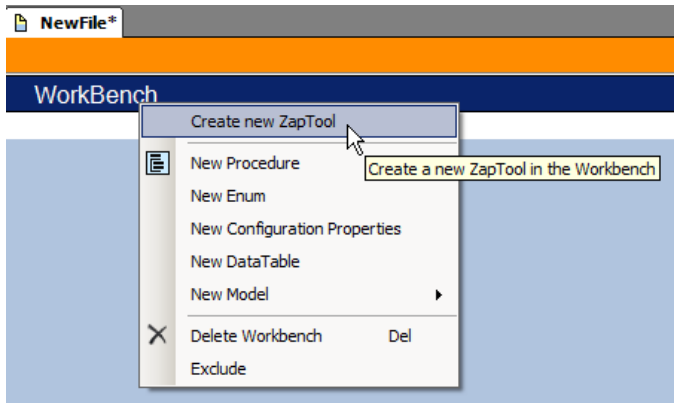 NewFile*
WorkBench
Create new ZapTool
Create a new ZapTool in the Workbench
New Procedure
New Enum
New Configuration Properties
New DataTable
New Model
Delete Workbench Del
Exclude